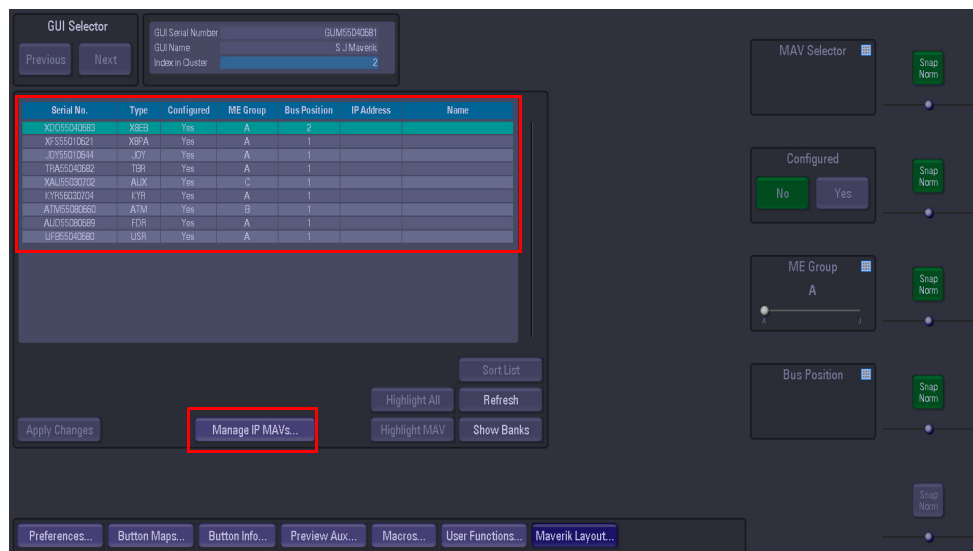 GUI Selector
Previous
Next
GUI Serial Number GUM55040681
GUI Name S J Maverik
Index in Cluster 2
Serial No. Type Configured ME Group Bus Position IP Address Name
XDO55040683 X8EB Yes A 2
XFS55010621 X8PA Yes A 1
JOY55010644 JOY Yes A 1
TRA55040682 TBR Yes A 1
XAU55030702 AUX Yes C 1
KYR56030704 KYR Yes A 1
ATM55080660 ATM Yes B 1
AUD55080689 FDR Yes A 1
UFB55040680 USR Yes A 1
Sort List
Highlight All
Refresh
Apply Changes
Manage IP MAVs...
Highlight MAV
Show Banks
MAV Selector
Snap
Norm
Configured
No
Yes
Snap
Norm
ME Group
A
A J
Snap
Norm
Bus Position
Snap
Norm
Snap
Norm
Preferences...
Button Maps...
Button Info...
Preview Aux...
Macros...
User Functions...
Maverik Layout...